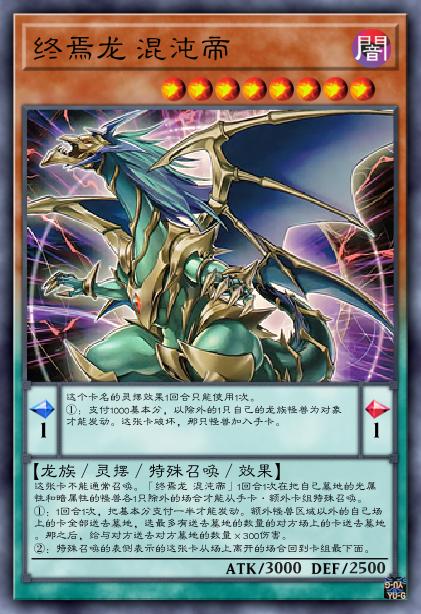 终焉龙 混沌帝
闇
这个卡名的灵摆效果1回合只能使用1次。
①：支付1000基本分，以除外的1只自己的龙族怪兽为对象
才能发动。这张卡破坏，那只怪兽加入手卡。
1
1
【龙族／灵摆／特殊召唤／效果】
这张卡不能通常召唤。「终焉龙 混沌帝」1回合1次在把自己墓地的光属
性和暗属性的怪兽各1只除外的场合才能从手卡·额外卡组特殊召唤。
①：1回合1次，把基本分支付一半才能发动。额外怪兽区域以外的自己场
上的卡全部送去墓地，选最多有送去墓地的数量的对方场上的卡送去墓地
。那之后，给与对方送去对方墓地的数量×300伤害。
②：特殊召唤的表侧表示的这张卡从场上离开的场合回到卡组最下面。
ATK/3000 DEF/2500